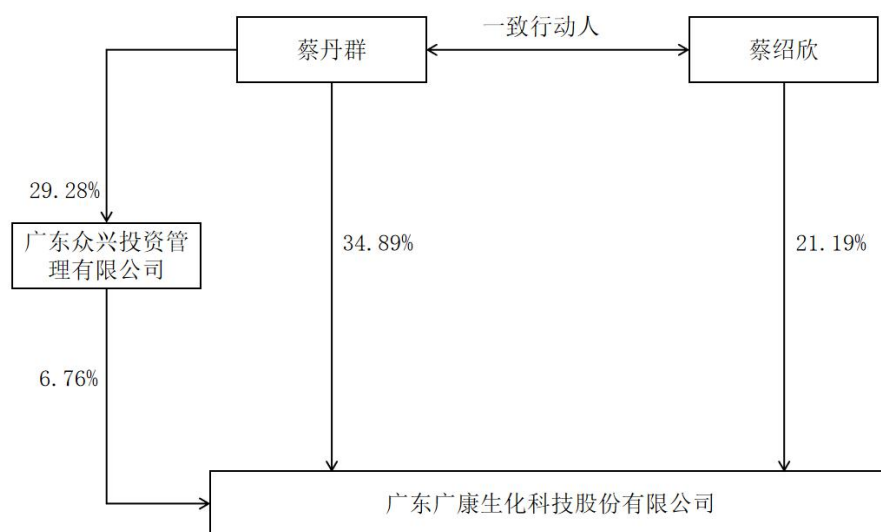 一致行动人
蔡丹群
蔡绍欣
29.28%
广东众兴投资管
理有限公司
34.89%
21.19%
6.76%
广东广康生化科技股份有限公司